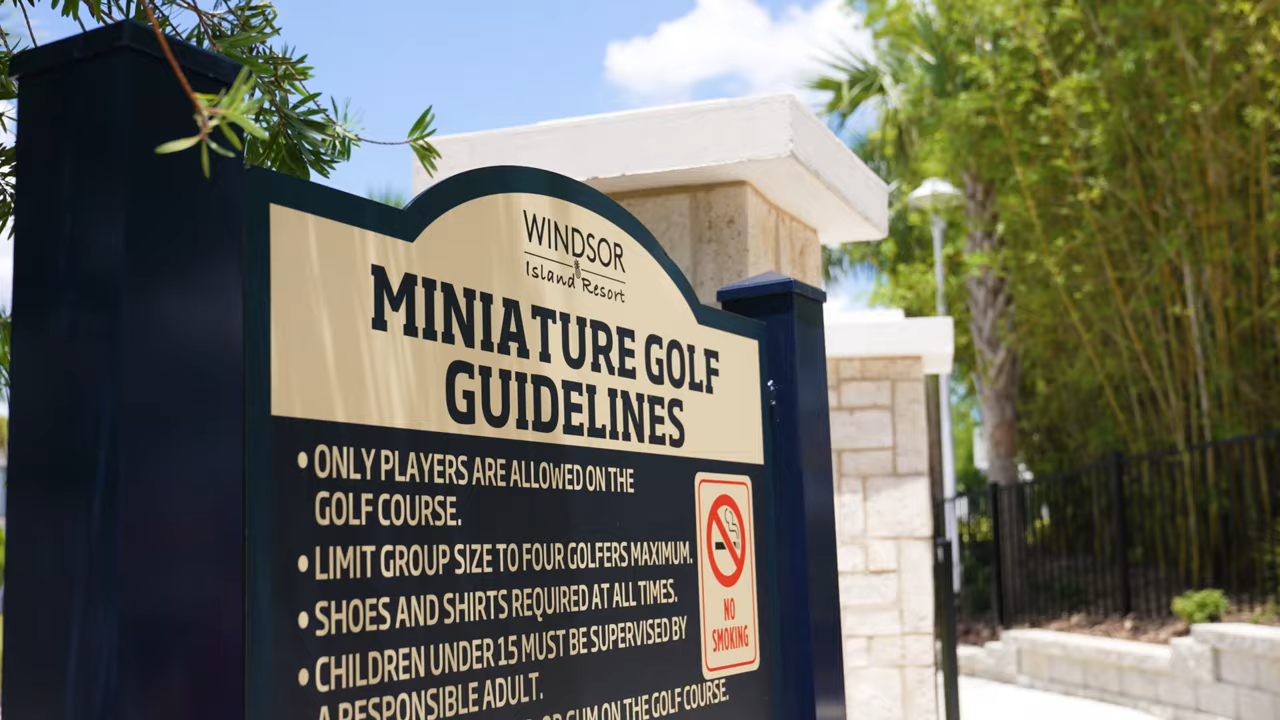 WINDSOR
Island Resort
MINIATURE GOLF
GUIDELINES
• ONLY PLAYERS ARE ALLOWED ON THE
GOLF COURSE.
• LIMIT GROUP SIZE TO FOUR GOLFERS MAXIMUM.
• SHOES AND SHIRTS REQUIRED AT ALL TIMES.
• CHILDREN UNDER 15 MUST BE SUPERVISED BY
A RESPONSIBLE ADULT.
OR GUM ON THE GOLF COURSE.
NO
SMOKING